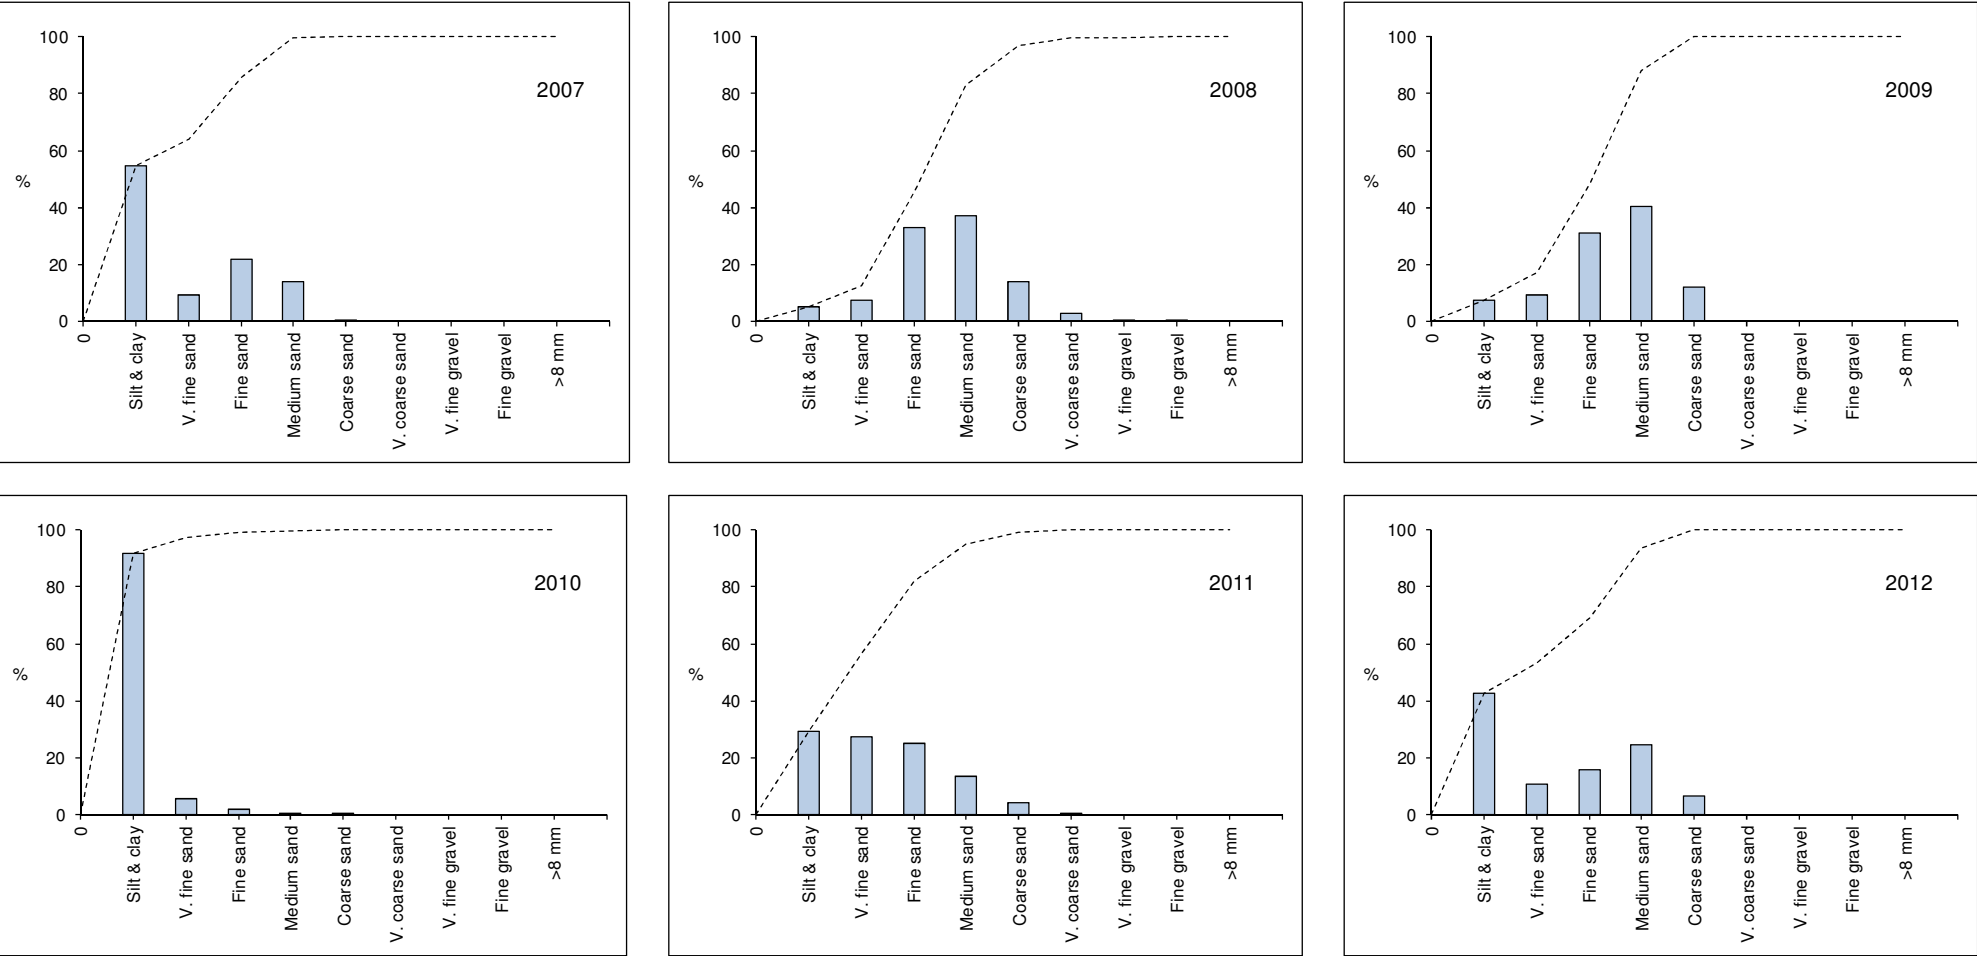 100
80
60
40
20
0
%
2007
0
Silt & clay
V. fine sand
Fine sand
Medium sand
Coarse sand
V. coarse sand
V. fine gravel
Fine gravel
>8 mm
100
80
60
40
20
0
%
2008
0
Silt & clay
V. fine sand
Fine sand
Medium sand
Coarse sand
V. coarse sand
V. fine gravel
Fine gravel
>8 mm
100
80
60
40
20
0
%
2009
0
Silt & clay
V. fine sand
Fine sand
Medium sand
Coarse sand
V. coarse sand
V. fine gravel
Fine gravel
>8 mm
100
80
60
40
20
0
%
2010
0
Silt & clay
V. fine sand
Fine sand
Medium sand
Coarse sand
V. coarse sand
V. fine gravel
Fine gravel
>8 mm
100
80
60
40
20
0
%
2011
0
Silt & clay
V. fine sand
Fine sand
Medium sand
Coarse sand
V. coarse sand
V. fine gravel
Fine gravel
>8 mm
100
80
60
40
20
0
%
2012
0
Silt & clay
V. fine sand
Fine sand
Medium sand
Coarse sand
V. coarse sand
V. fine gravel
Fine gravel
>8 mm